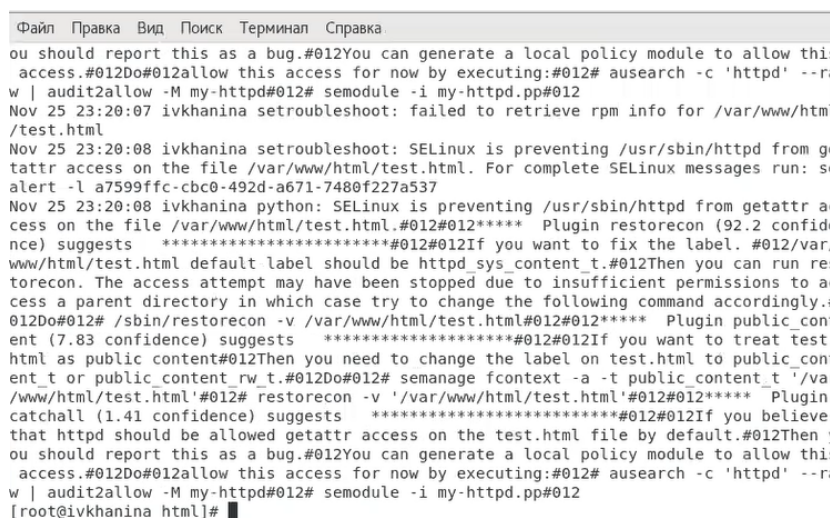 Файл Правка Вид Поиск Терминал Справка
ou should report this as a bug.#012You can generate a local policy module to allow this
access.#012Do#012allow this access for now by executing:#012# ausearch -c 'httpd' --ra
w | audit2allow -M my-httpd#012# semodule -i my-httpd.pp#012
Nov 25 23:20:07 ivkhanina setroubleshoot: failed to retrieve rpm info for /var/www/html
/test.html
Nov 25 23:20:08 ivkhanina setroubleshoot: SELinux is preventing /usr/sbin/httpd from ge
tattr access on the file /var/www/html/test.html. For complete SELinux messages run: se
alert -l a7599ffc-cbc0-492d-a671-7480f227a537
Nov 25 23:20:08 ivkhanina python: SELinux is preventing /usr/sbin/httpd from getattr ac
cess on the file /var/www/html/test.html.#012#012***** Plugin restorecon (92.2 confide
nce) suggests ************************#012#012If you want to fix the label. #012/var/
www/html/test.html default label should be httpd_sys_content_t.#012Then you can run res
torecon. The access attempt may have been stopped due to insufficient permissions to ac
cess a parent directory in which case try to change the following command accordingly.#
012Do#012# /sbin/restorecon -v /var/www/html/test.html#012#012***** Plugin public_cont
ent (7.83 confidence) suggests ********************#012#012If you want to treat test.
html as public content#012Then you need to change the label on test.html to public_cont
ent_t or public_content_rw_t.#012Do#012# semanage fcontext -a -t public_content_t '/var
/www/html/test.html'#012# restorecon -v '/var/www/html/test.html'#012#012***** Plugin
catchall (1.41 confidence) suggests **************************#012#012If you believe
that httpd should be allowed getattr access on the test.html file by default.#012Then y
ou should report this as a bug.#012You can generate a local policy module to allow this
access.#012Do#012allow this access for now by executing:#012# ausearch -c 'httpd' --ra
w | audit2allow -M my-httpd#012# semodule -i my-httpd.pp#012
[root@ivkhanina html]#